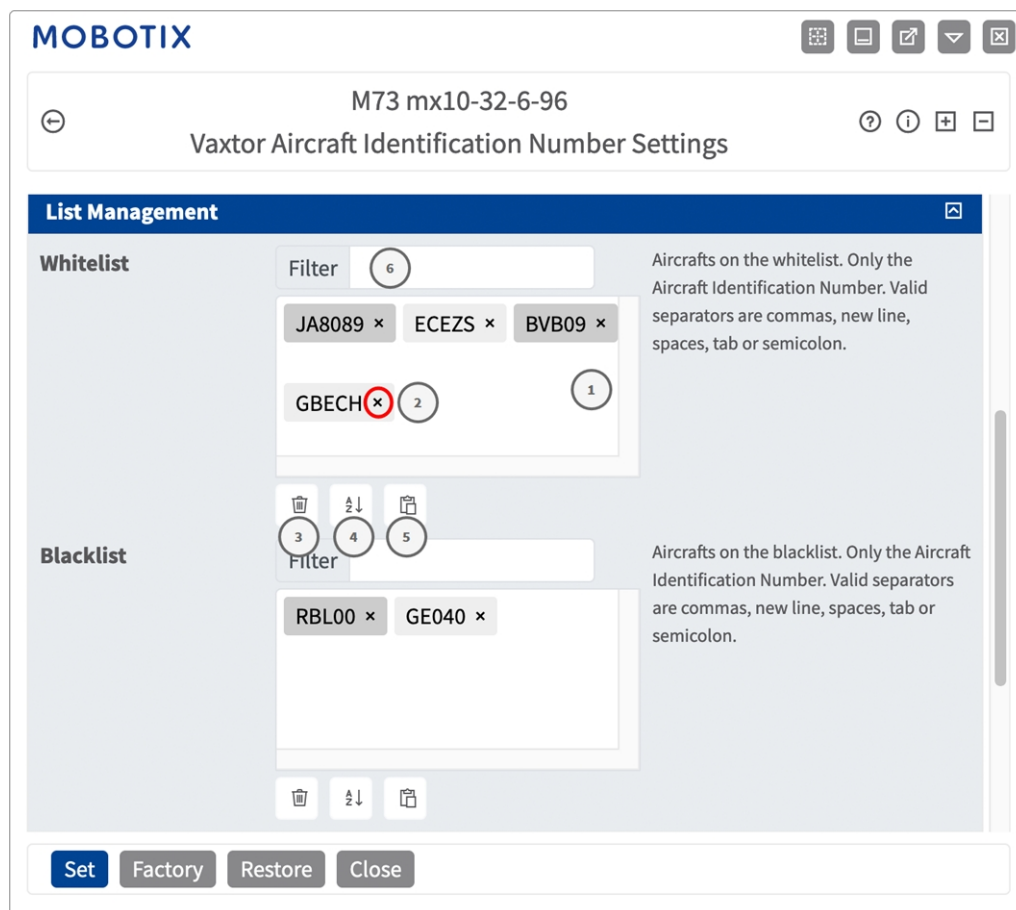 MOBOTIX
M73 mx10-32-6-96
Vaxtor Aircraft Identification Number Settings
List Management
Whitelist
Filter
6
Aircrafts on the whitelist. Only the
Aircraft Identification Number. Valid
separators are commas, new line,
spaces, tab or semicolon.
JA8089 × ECEZS × BVB09 ×
1
GBECH × 2
3 4 5
Blacklist
Filter
Aircrafts on the blacklist. Only the Aircraft
Identification Number. Valid separators
are commas, new line, spaces, tab or
semicolon.
RBL00 × GE040 ×
Set Factory Restore Close